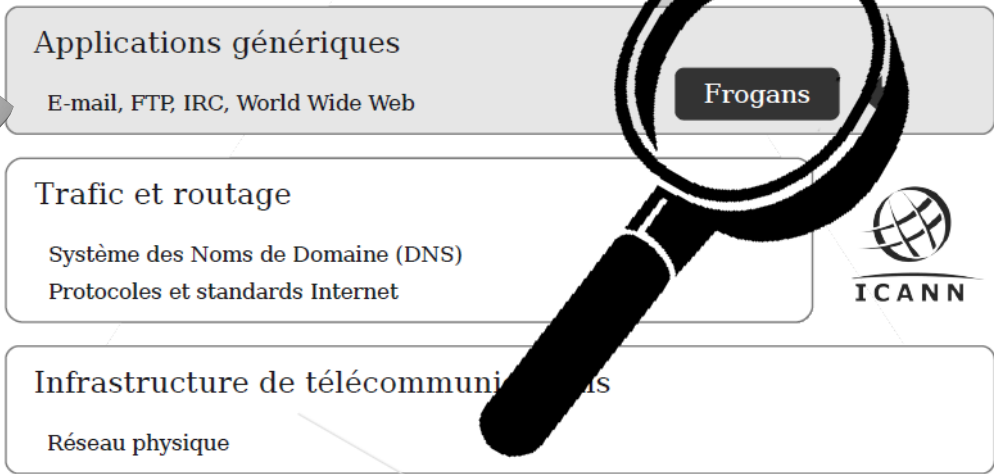 Applications génériques
E-mail, FTP, IRC, World Wide Web
Frogans
Trafic et routage
Système des Noms de Domaine (DNS)
Protocoles et standards Internet
ICANN
Infrastructure de
Réseau physique